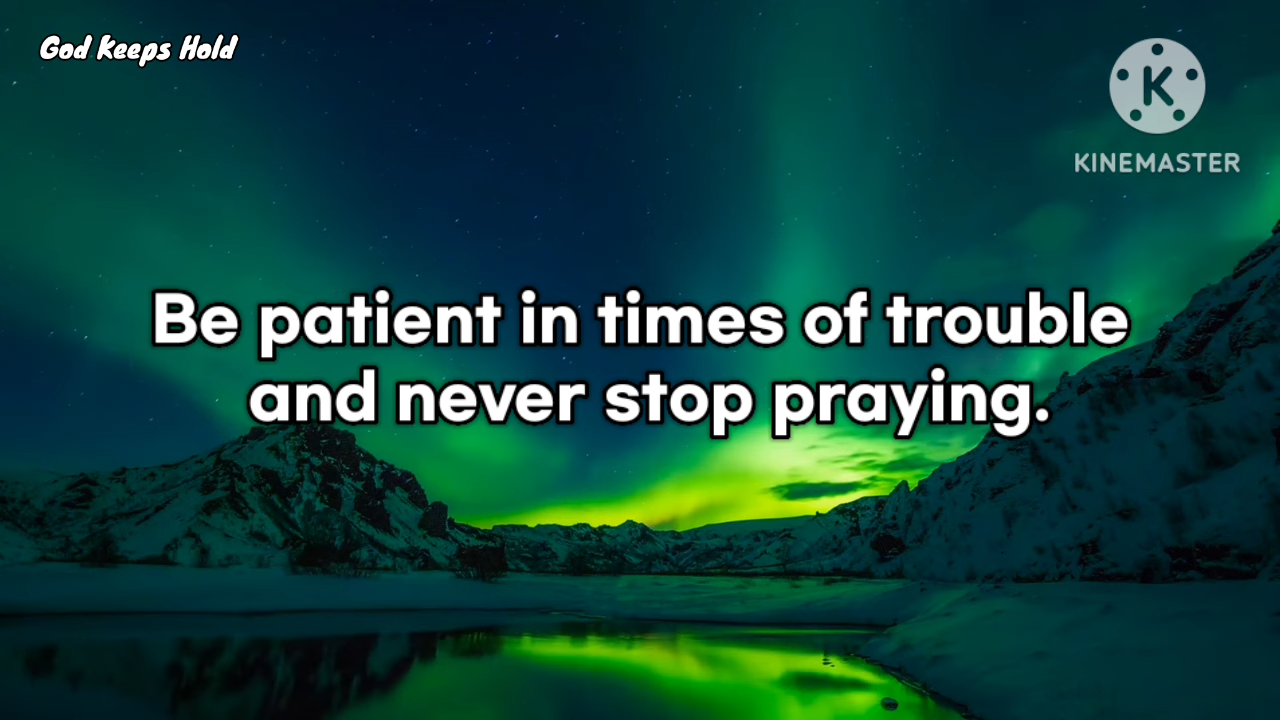 God Keeps Hold
K
KINEMASTER
Be patient in times of trouble
and never stop praying.